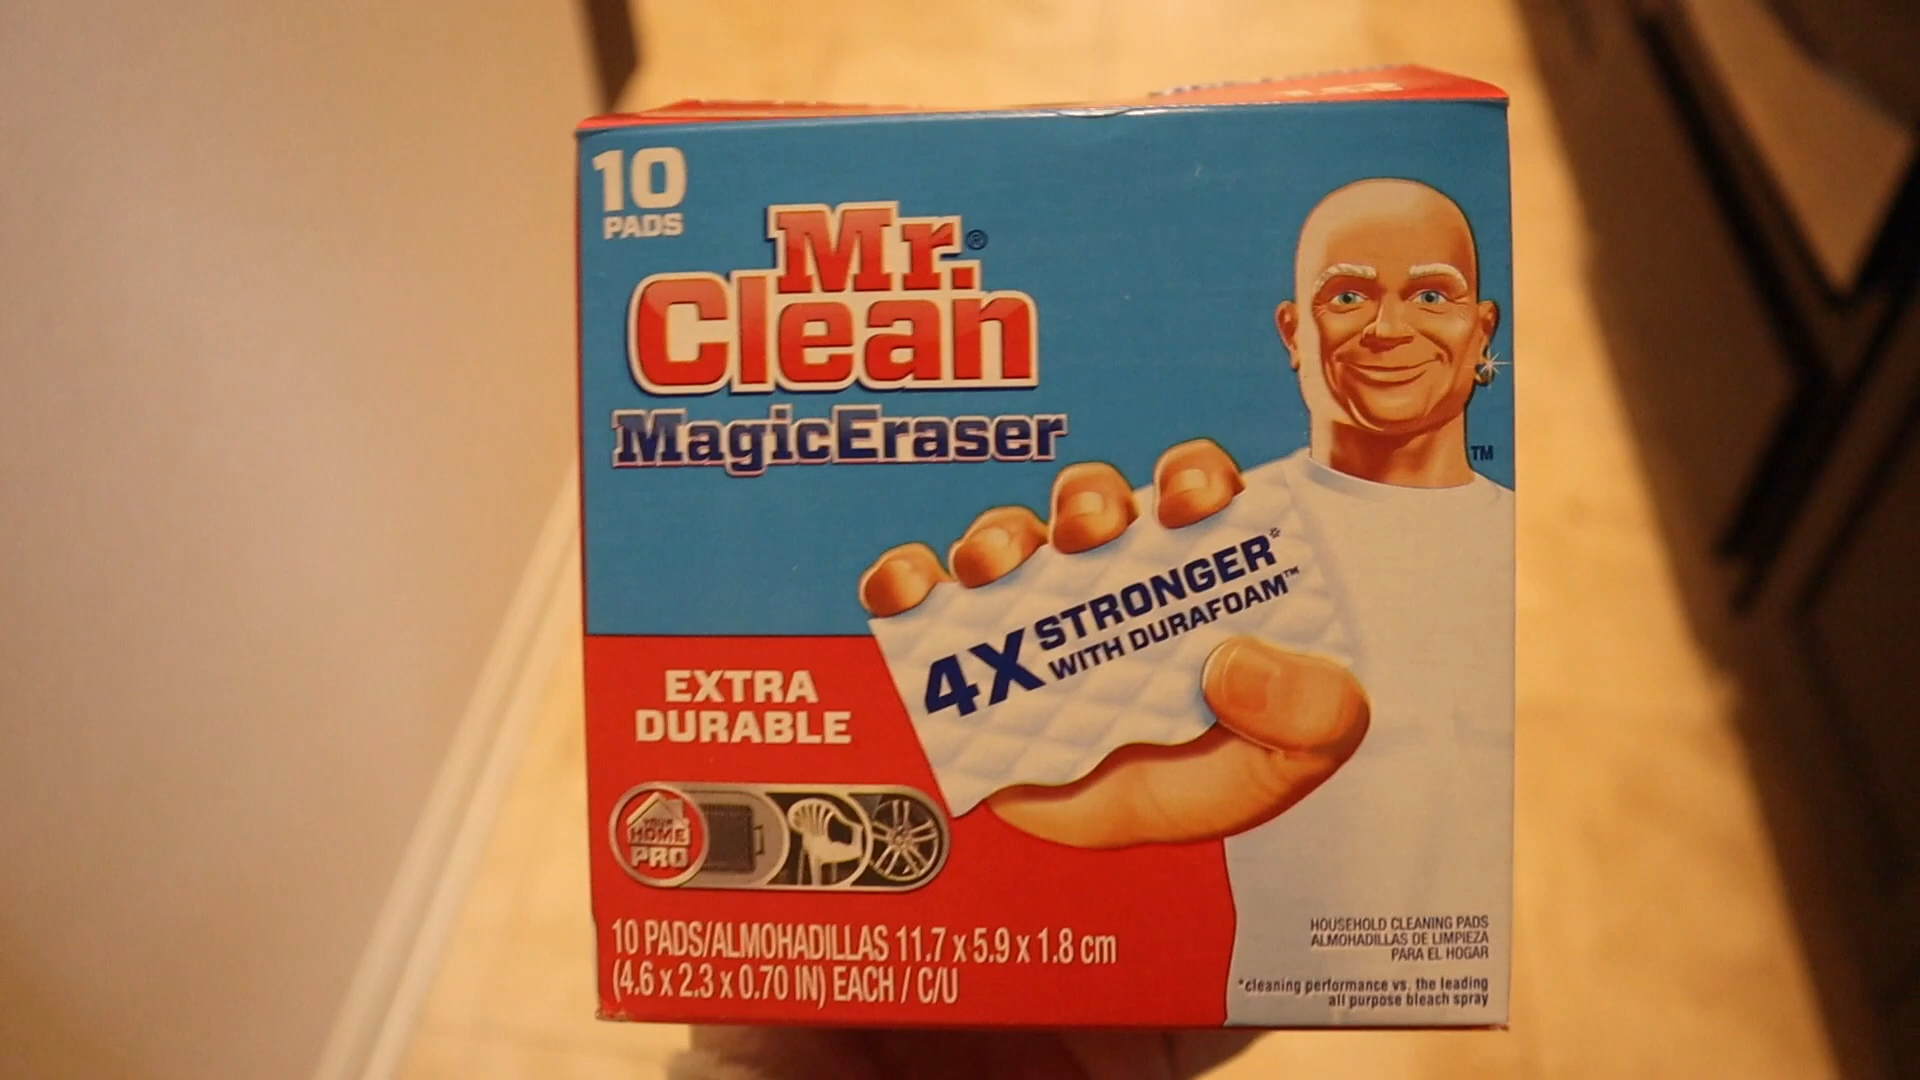 10
PADS
Mr.®
Clean
MagicEraser
TM
4X STRONGER*
WITH DURAFOAM™
EXTRA
DURABLE
YOUR
HOME
PRO
10 PADS/ALMOHADILLAS 11.7 x 5.9 x 1.8 cm
(4.6 x 2.3 x 0.70 IN) EACH / C/U
HOUSEHOLD CLEANING PADS
ALMOHADILLAS DE LIMPIEZA
PARA EL HOGAR
*cleaning performance vs. the leading
all purpose bleach spray